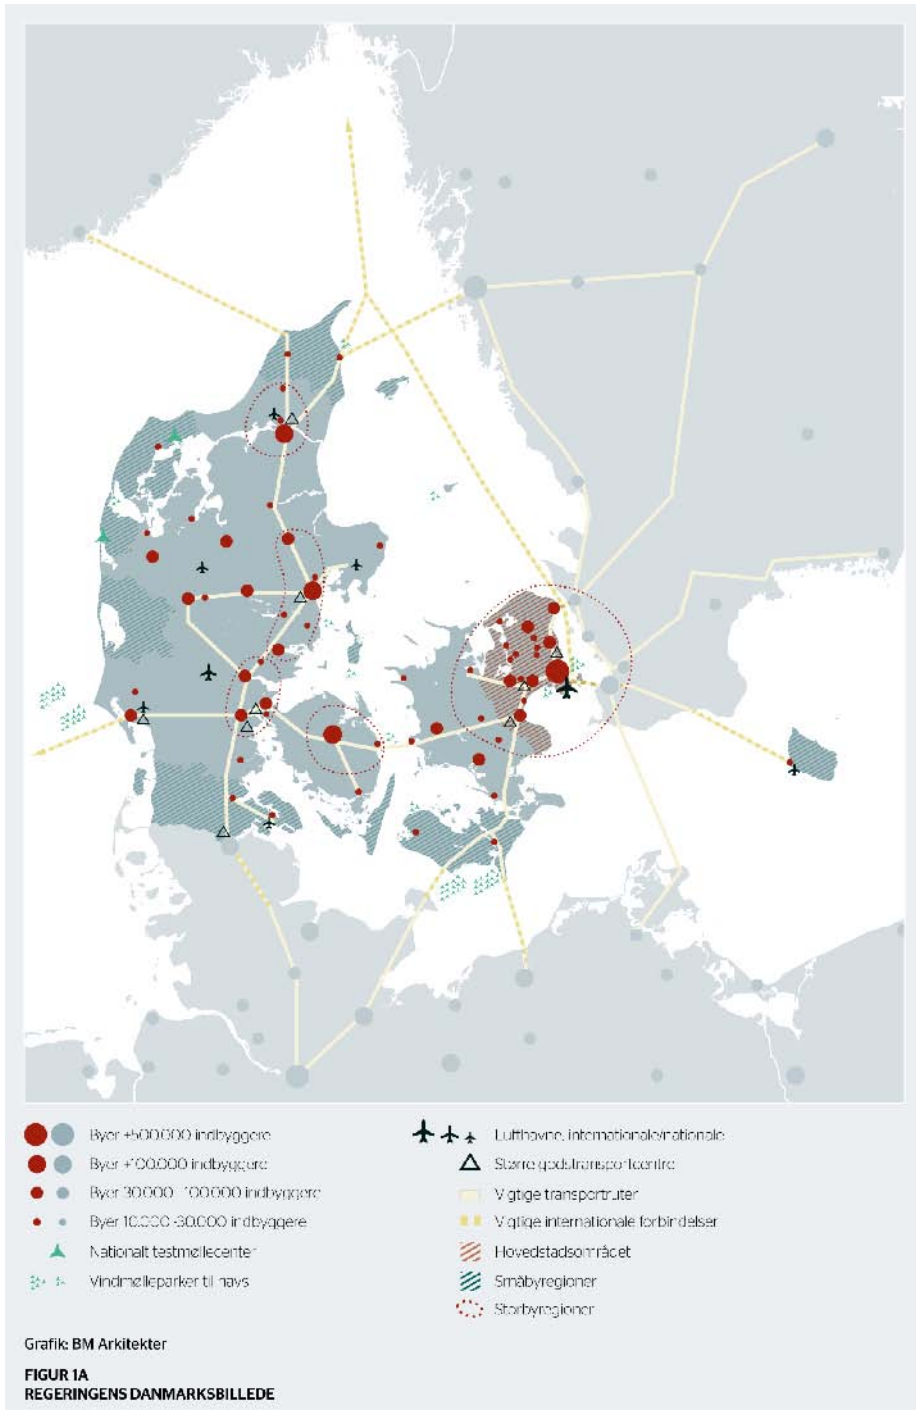 Byer +500.000 indbyggere
Byer +100.000 indbyggere
Byer 30.000 - 100.000 indbyggere
Byer 10.000 -30.000 indbyggere
Nationalt testmøllecenter
Vindmølleparker til havs
Lufthavne, internationale/nationale
Større godstransportcentre
Vigtige transportruter
Vigtige internationale forbindelser
Hovedstadsområdet
Småbyregioner
Storbyregioner
Grafik: BM Arkitekter
FIGUR 1A
REGERINGENS DANMARKSBILLEDE